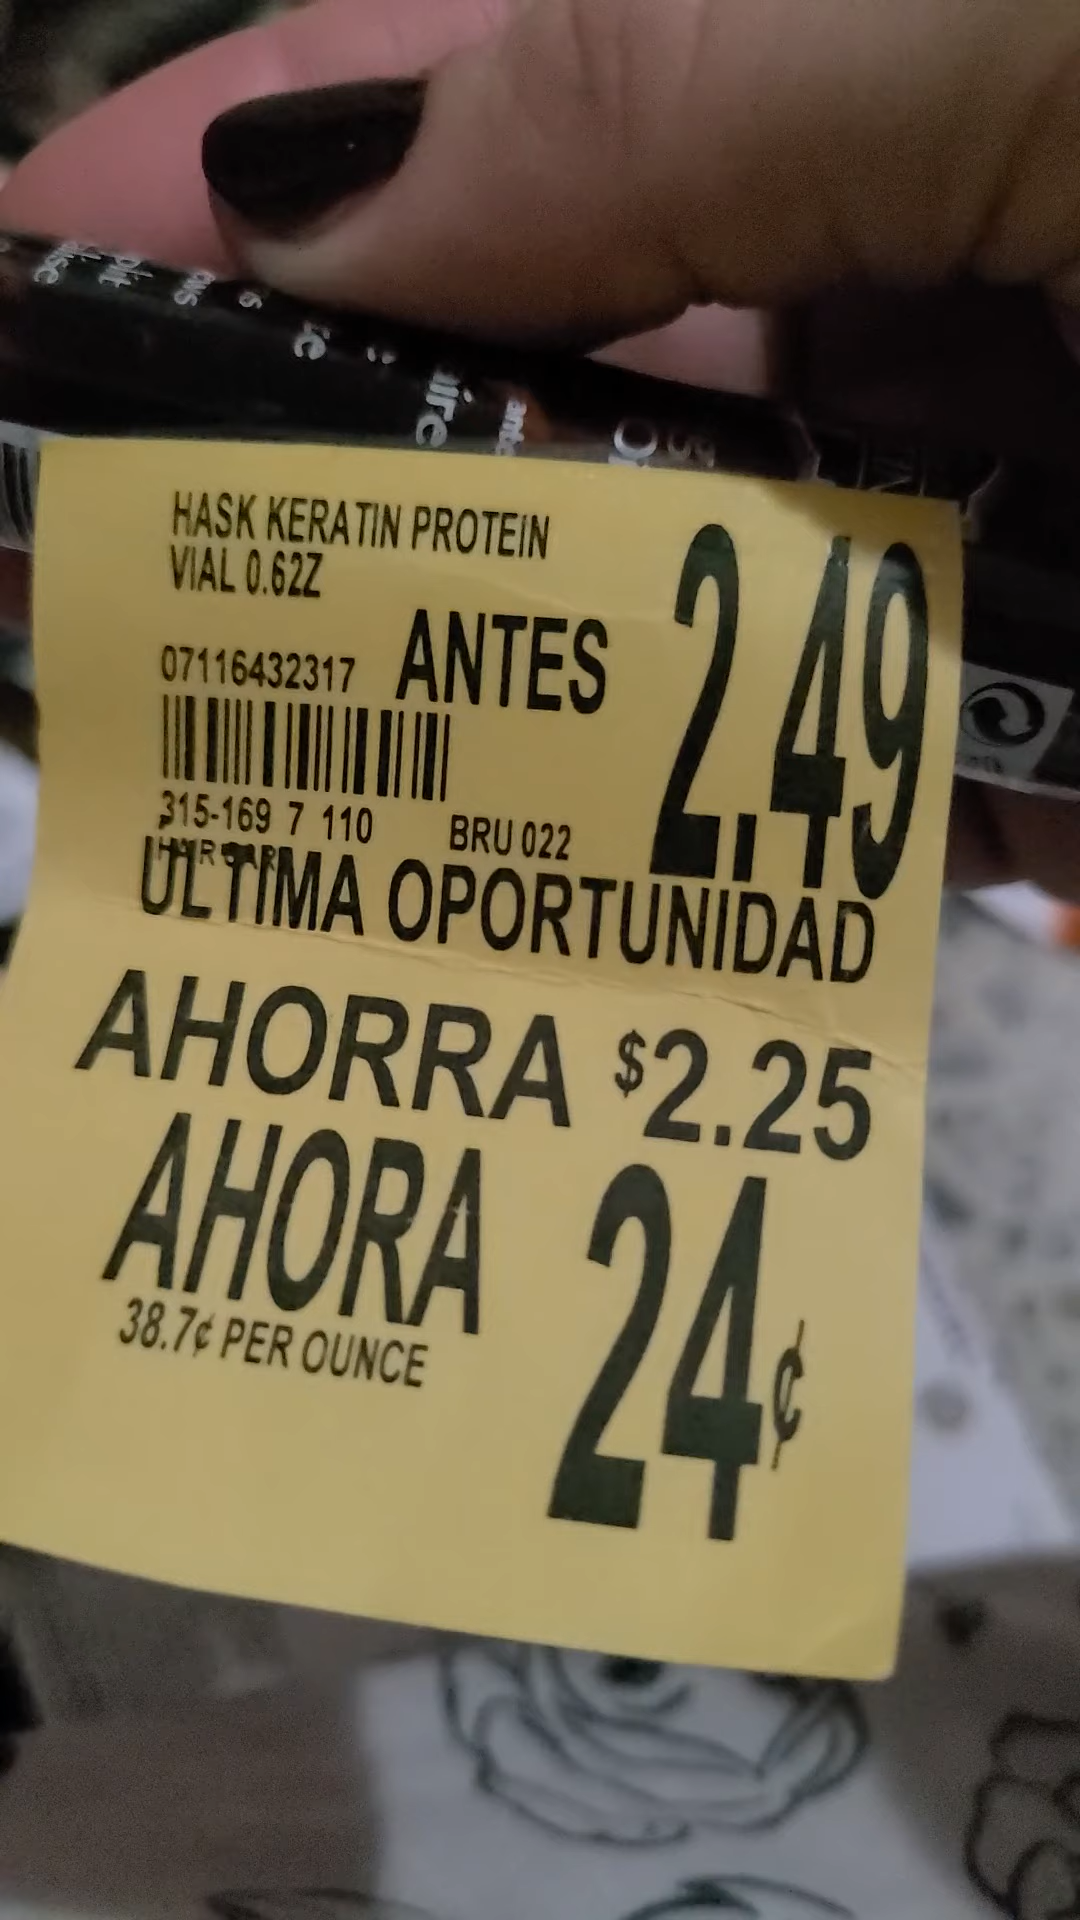 HASK KERATIN PROTEIN
VIAL 0.62Z
ANTES 2.49
07116432317
315-169 7 110 BRU 022
ÚLTIMA OPORTUNIDAD
AHORRA $2.25
AHORA 24¢
38.7¢ PER OUNCE